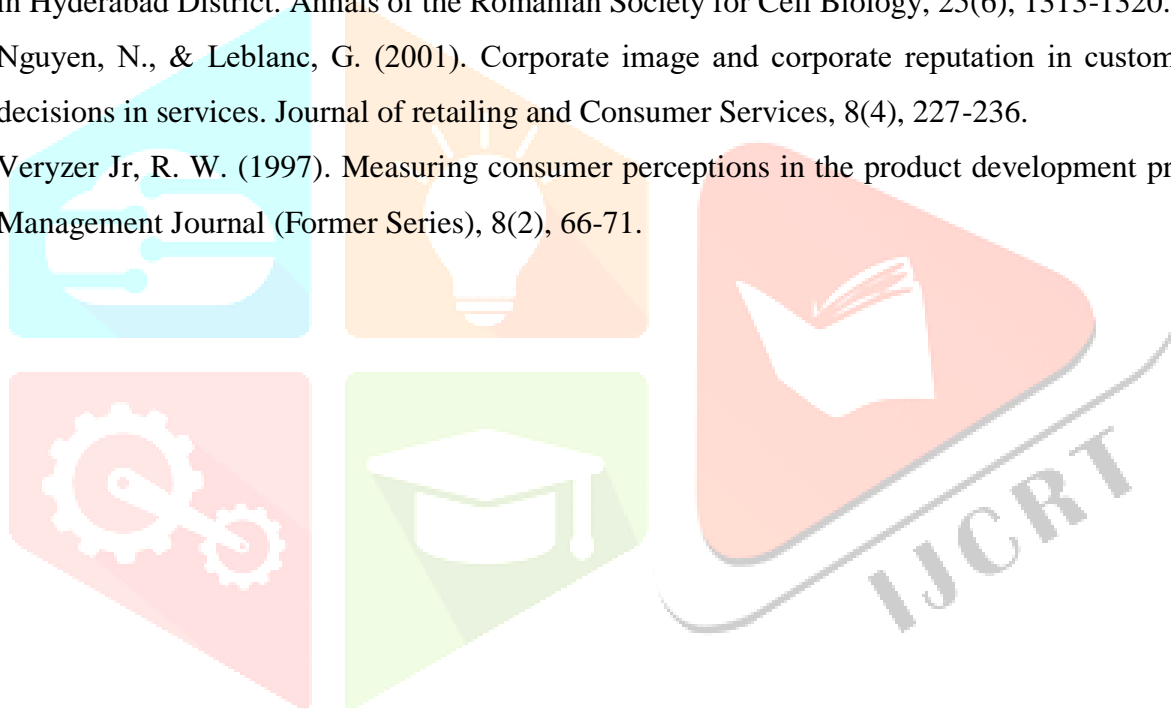 in Hyderabad District. Annals of the Romanian Society for Cell Biology, 25(6), 1313-1320.
Nguyen, N., & Leblanc, G. (2001). Corporate image and corporate reputation in custom
decisions in services. Journal of retailing and Consumer Services, 8(4), 227-236.
Veryzer Jr, R. W. (1997). Measuring consumer perceptions in the product development pr
Management Journal (Former Series), 8(2), 66-71.
IJCRT